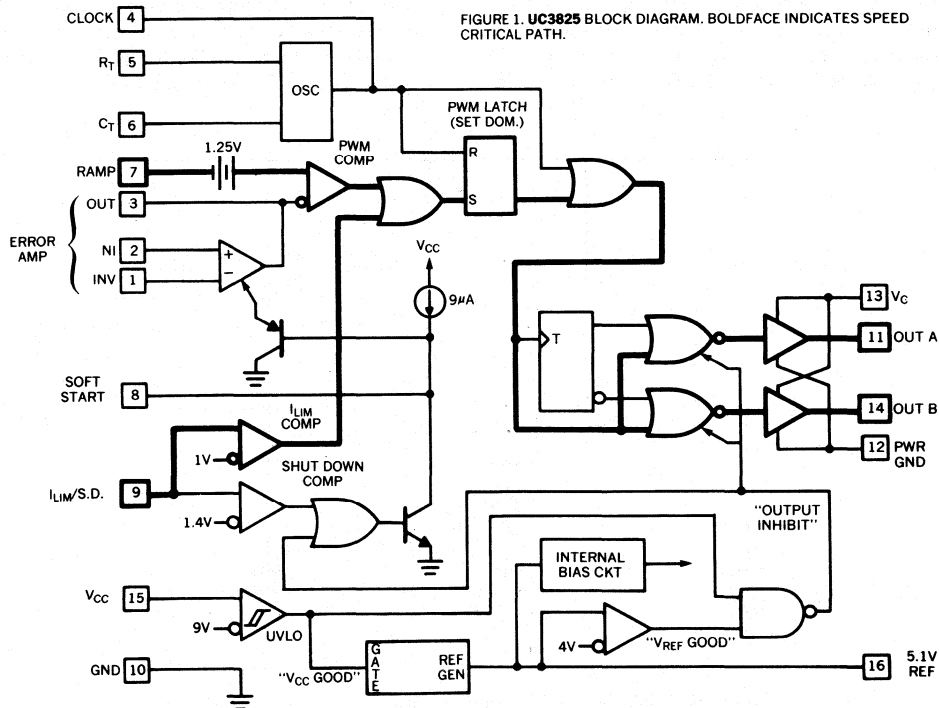 FIGURE 1. UC3825 BLOCK DIAGRAM. BOLDFACE INDICATES SPEED
CRITICAL PATH.
CLOCK 4
RT 5
OSC
CT 6
PWM LATCH
(SET DOM.)
R
S
1.25V
PWM
COMP
RAMP 7
OUT 3
ERROR
AMP
NI 2
+
INV 1
−
VCC
9µA
13 VC
11 OUT A
T
14 OUT B
12 PWR
GND
SOFT
START
8
ILIM
COMP
1V
SHUT DOWN
COMP
ILIM/S.D. 9
1.4V
"OUTPUT
INHIBIT"
INTERNAL
BIAS CKT
VCC 15
9V
UVLO
4V
"VREF GOOD"
GATE
REF
GEN
"VCC GOOD"
GND 10
16 5.1V
REF